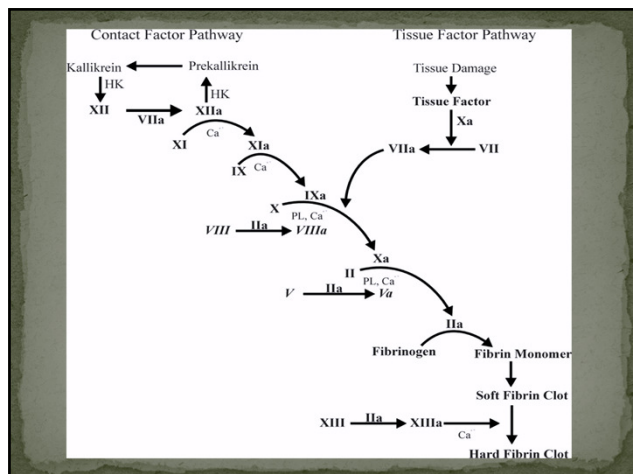 Contact Factor Pathway
Tissue Factor Pathway
Kallikrein
Prekallikrein
HK
HK
XII
VIIa
XIIa
XI
Ca¨
XIa
IX
Ca¨
IXa
X
PL, Ca¨
VIII
IIa
VIIIa
Tissue Damage
Tissue Factor
Xa
VIIa
VII
Xa
II
PL, Ca¨
V
IIa
Va
IIa
Fibrinogen
Fibrin Monomer
Soft Fibrin Clot
XIII
IIa
XIIIa
Ca¨
Hard Fibrin Clot